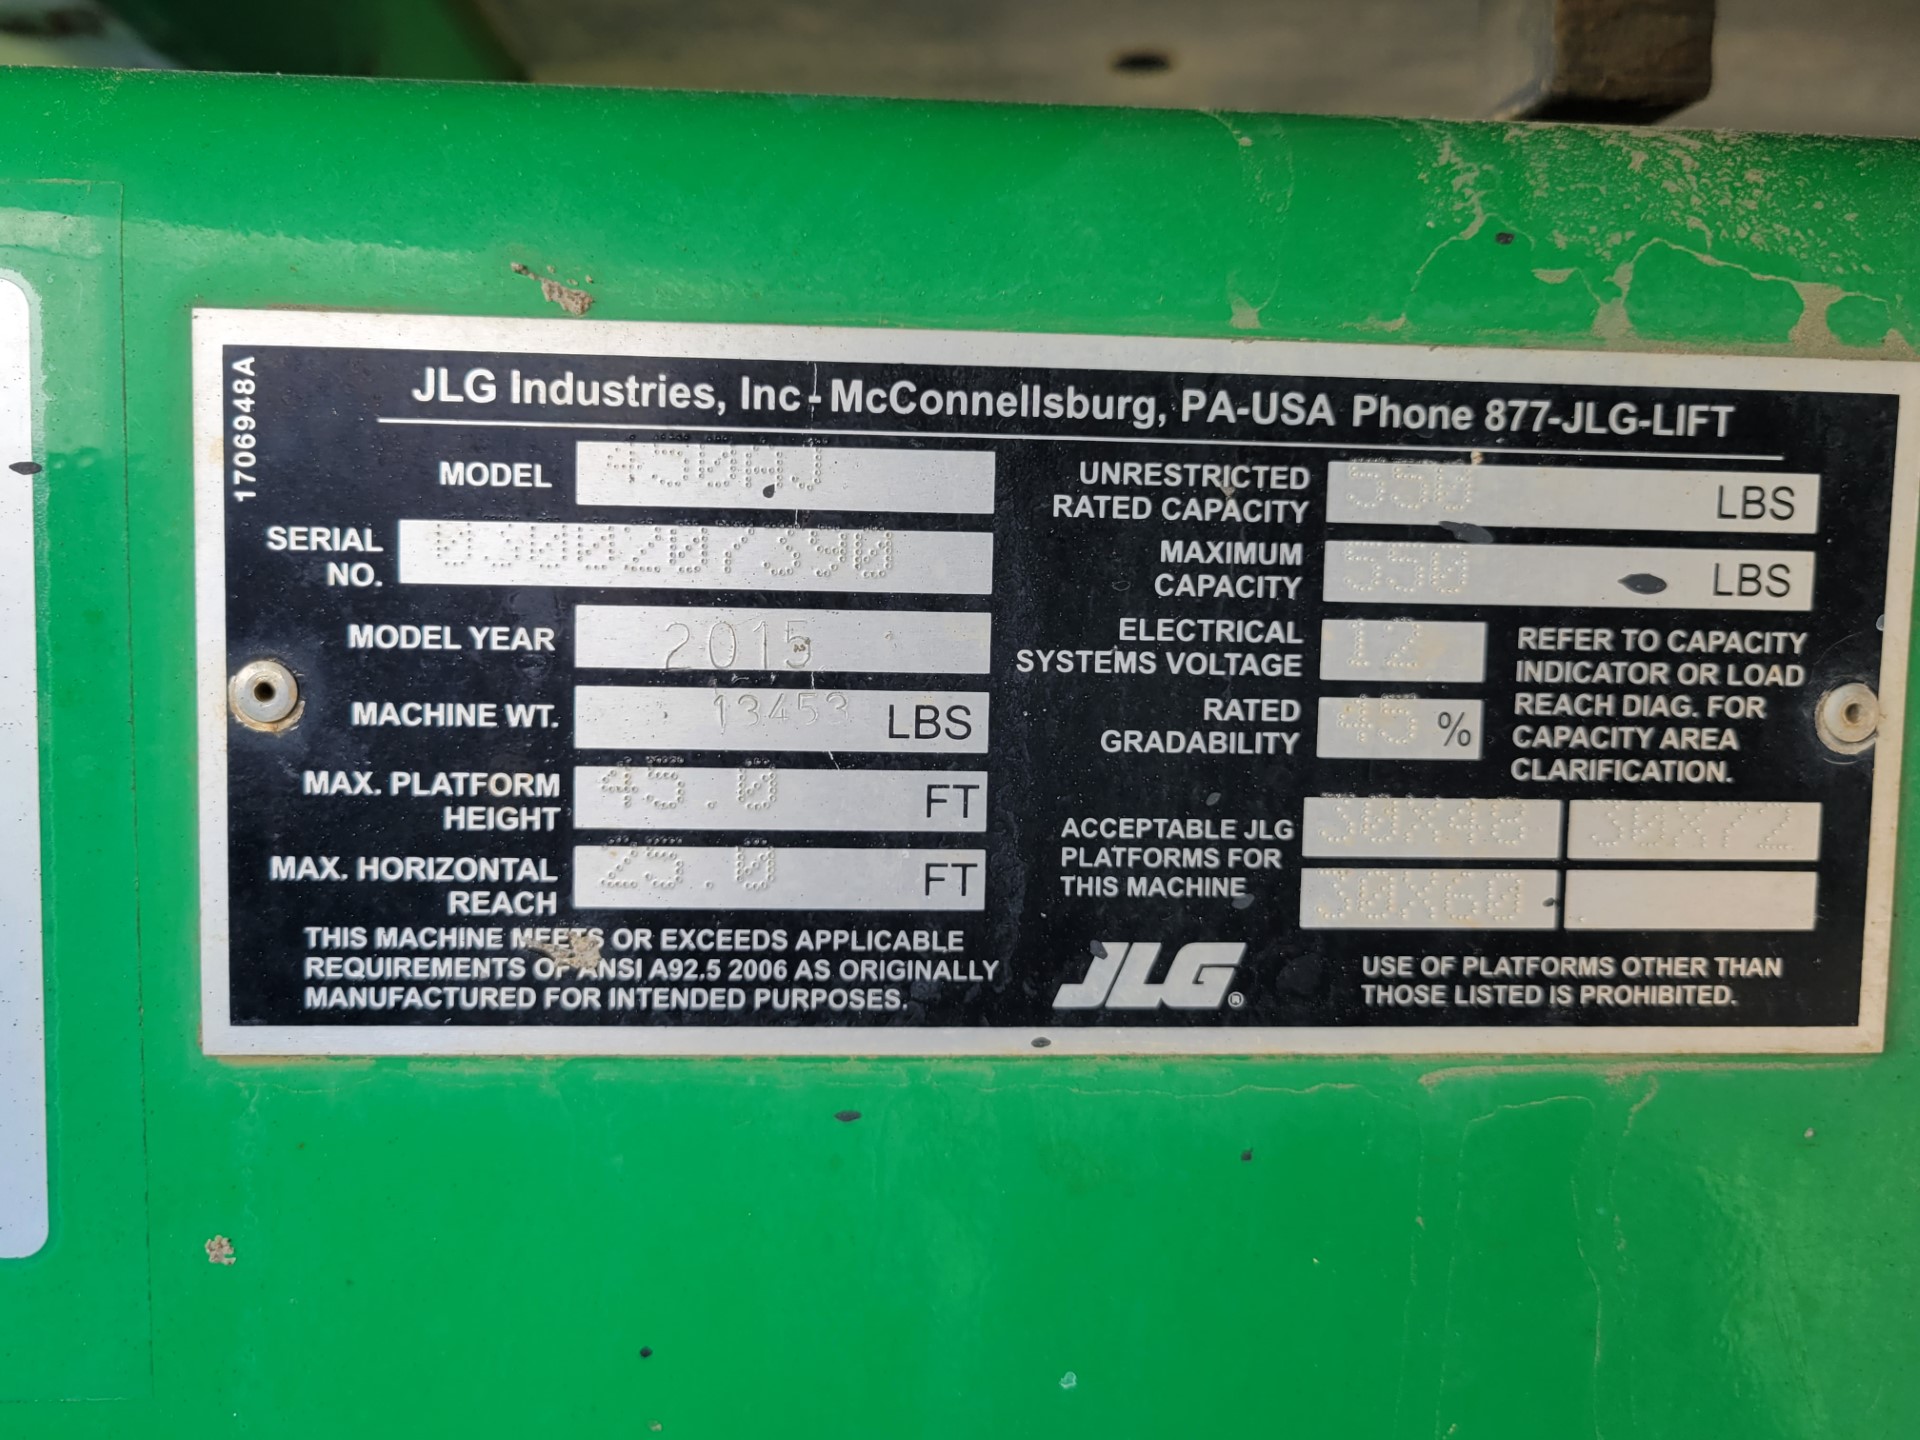 1706948A
JLG Industries, Inc - McConnellsburg, PA-USA Phone 877-JLG-LIFT
MODEL 450AJ
SERIAL NO. 0300207390
MODEL YEAR 2015
MACHINE WT. 13453 LBS
MAX. PLATFORM HEIGHT 45.0 FT
MAX. HORIZONTAL REACH 25.0 FT
THIS MACHINE MEETS OR EXCEEDS APPLICABLE
REQUIREMENTS OF ANSI A92.5 2006 AS ORIGINALLY
MANUFACTURED FOR INTENDED PURPOSES.
UNRESTRICTED RATED CAPACITY 550 LBS
MAXIMUM CAPACITY 550 LBS
ELECTRICAL SYSTEMS VOLTAGE 12
RATED GRADABILITY 45 %
REFER TO CAPACITY
INDICATOR OR LOAD
REACH DIAG. FOR
CAPACITY AREA
CLARIFICATION.
ACCEPTABLE JLG
PLATFORMS FOR
THIS MACHINE
30X48 30X72
30X60
JLG®
USE OF PLATFORMS OTHER THAN
THOSE LISTED IS PROHIBITED.